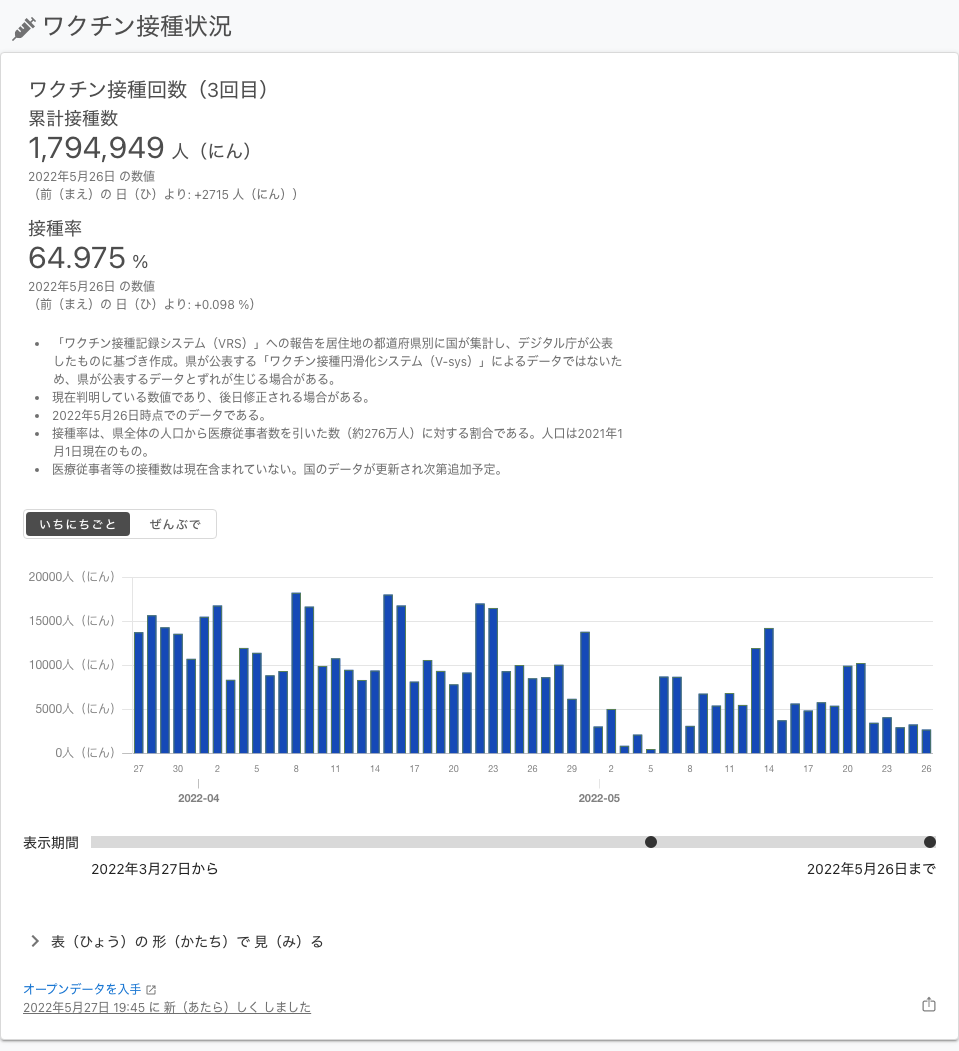 ワクチン接種状況
ワクチン接種回数（3回目）
累計接種数
1,794,949 人（にん）
2022年5月26日 の数値
（前（まえ）の 日（ひ）より: +2715 人（にん））
接種率
64.975 %
2022年5月26日 の数値
（前（まえ）の 日（ひ）より: +0.098 %）
• 「ワクチン接種記録システム（VRS）」への報告を居住地の都道府県別に国が集計し、デジタル庁が公表
したものに基づき作成。県が公表する「ワクチン接種円滑化システム（V-sys）」によるデータではないた
め、県が公表するデータとずれが生じる場合がある。
• 現在判明している数値であり、後日修正される場合がある。
• 2022年5月26日時点でのデータである。
• 接種率は、県全体の人口から医療従事者数を引いた数（約276万人）に対する割合である。人口は2021年1
月1日現在のもの。
• 医療従事者等の接種数は現在含まれていない。国のデータが更新され次第追加予定。
いちにちごと ぜんぶで
20000人（にん）
15000人（にん）
10000人（にん）
5000人（にん）
0人（にん）
27 30 2 5 8 11 14 17 20 23 26 29 2 5 8 11 14 17 20 23 26
2022-04 2022-05
表示期間
2022年3月27日から 2022年5月26日まで
表（ひょう）の 形（かたち）で 見（み）る
オープンデータを入手
2022年5月27日 19:45 に 新（あたら）しく しました